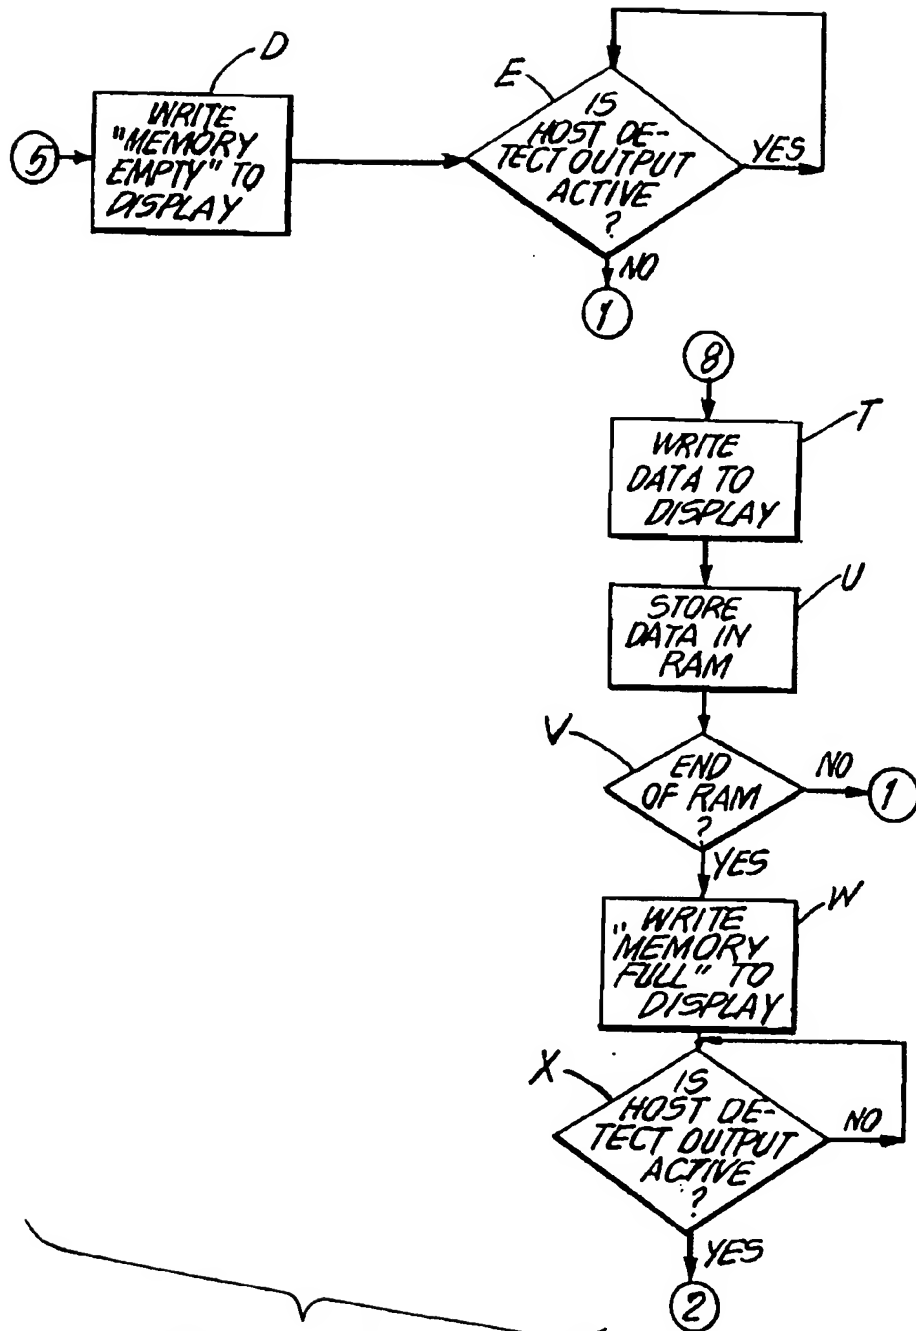 D
5
WRITE
"MEMORY
EMPTY" TO
DISPLAY
E
IS
HOST DE-
TECT OUTPUT
ACTIVE
?
YES
NO
1
8
T
WRITE
DATA TO
DISPLAY
U
STORE
DATA IN
RAM
V
END
OF RAM
?
NO
1
YES
W
"WRITE
MEMORY
FULL" TO
DISPLAY
X
IS
HOST DE-
TECT OUTPUT
ACTIVE
?
NO
YES
2